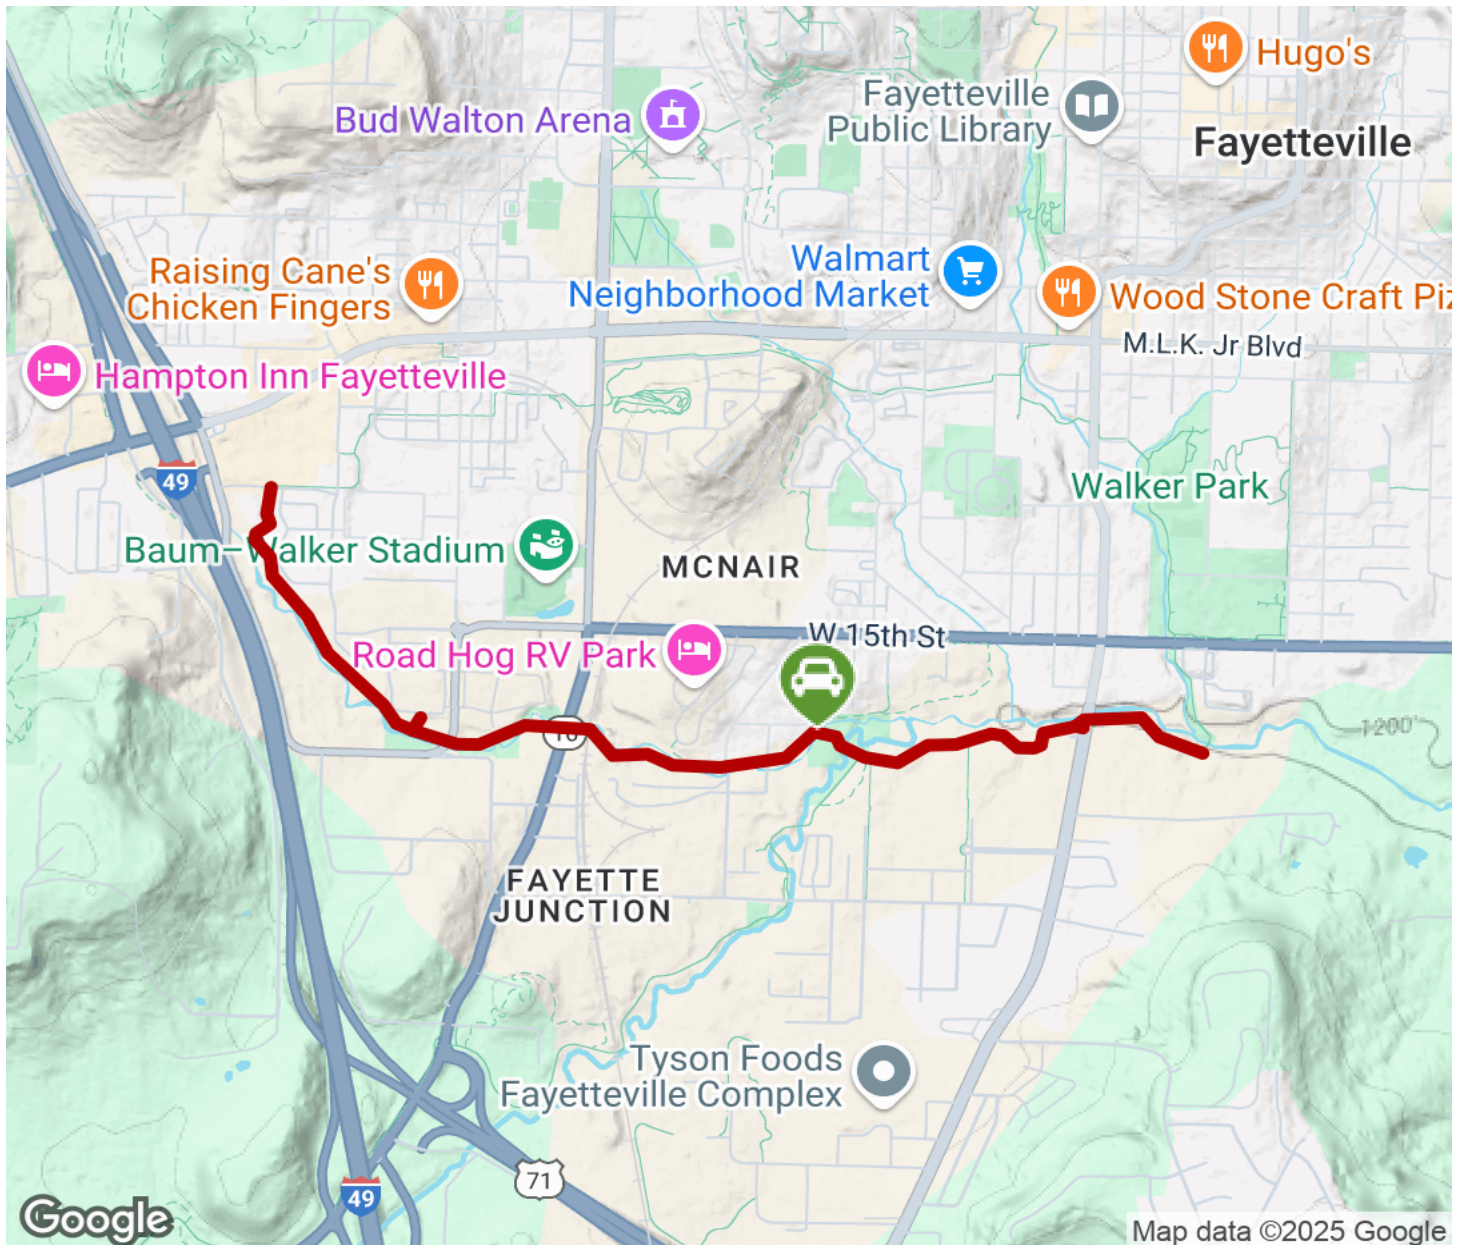 Hugo's
Fayetteville
Public Library
Bud Walton Arena
Fayetteville
Walmart
Neighborhood Market
Raising Cane's
Chicken Fingers
Wood Stone Craft Piz
M.L.K. Jr Blvd
Hampton Inn Fayetteville
49
Walker Park
Baum–Walker Stadium
MCNAIR
W 15th St
Road Hog RV Park
1200'
FAYETTE
JUNCTION
Tyson Foods
Fayetteville Complex
71
49
Google
Map data ©2025 Google